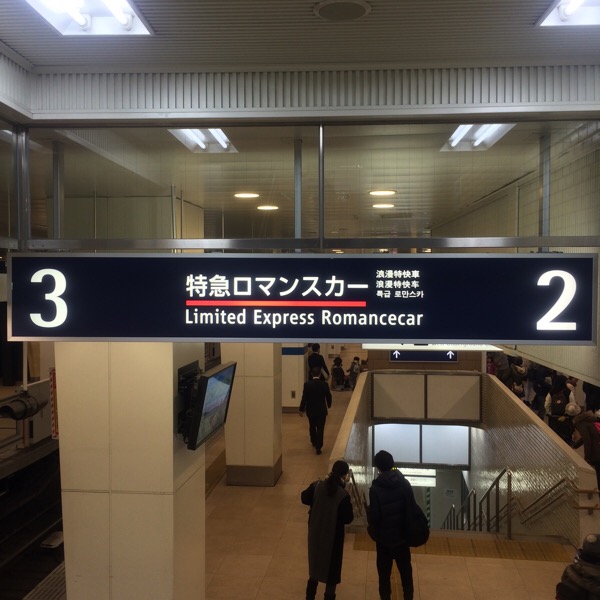 3
特急ロマンスカー
浪漫特快車
浪漫特快车
특급 로만스카
Limited Express Romancecar
2